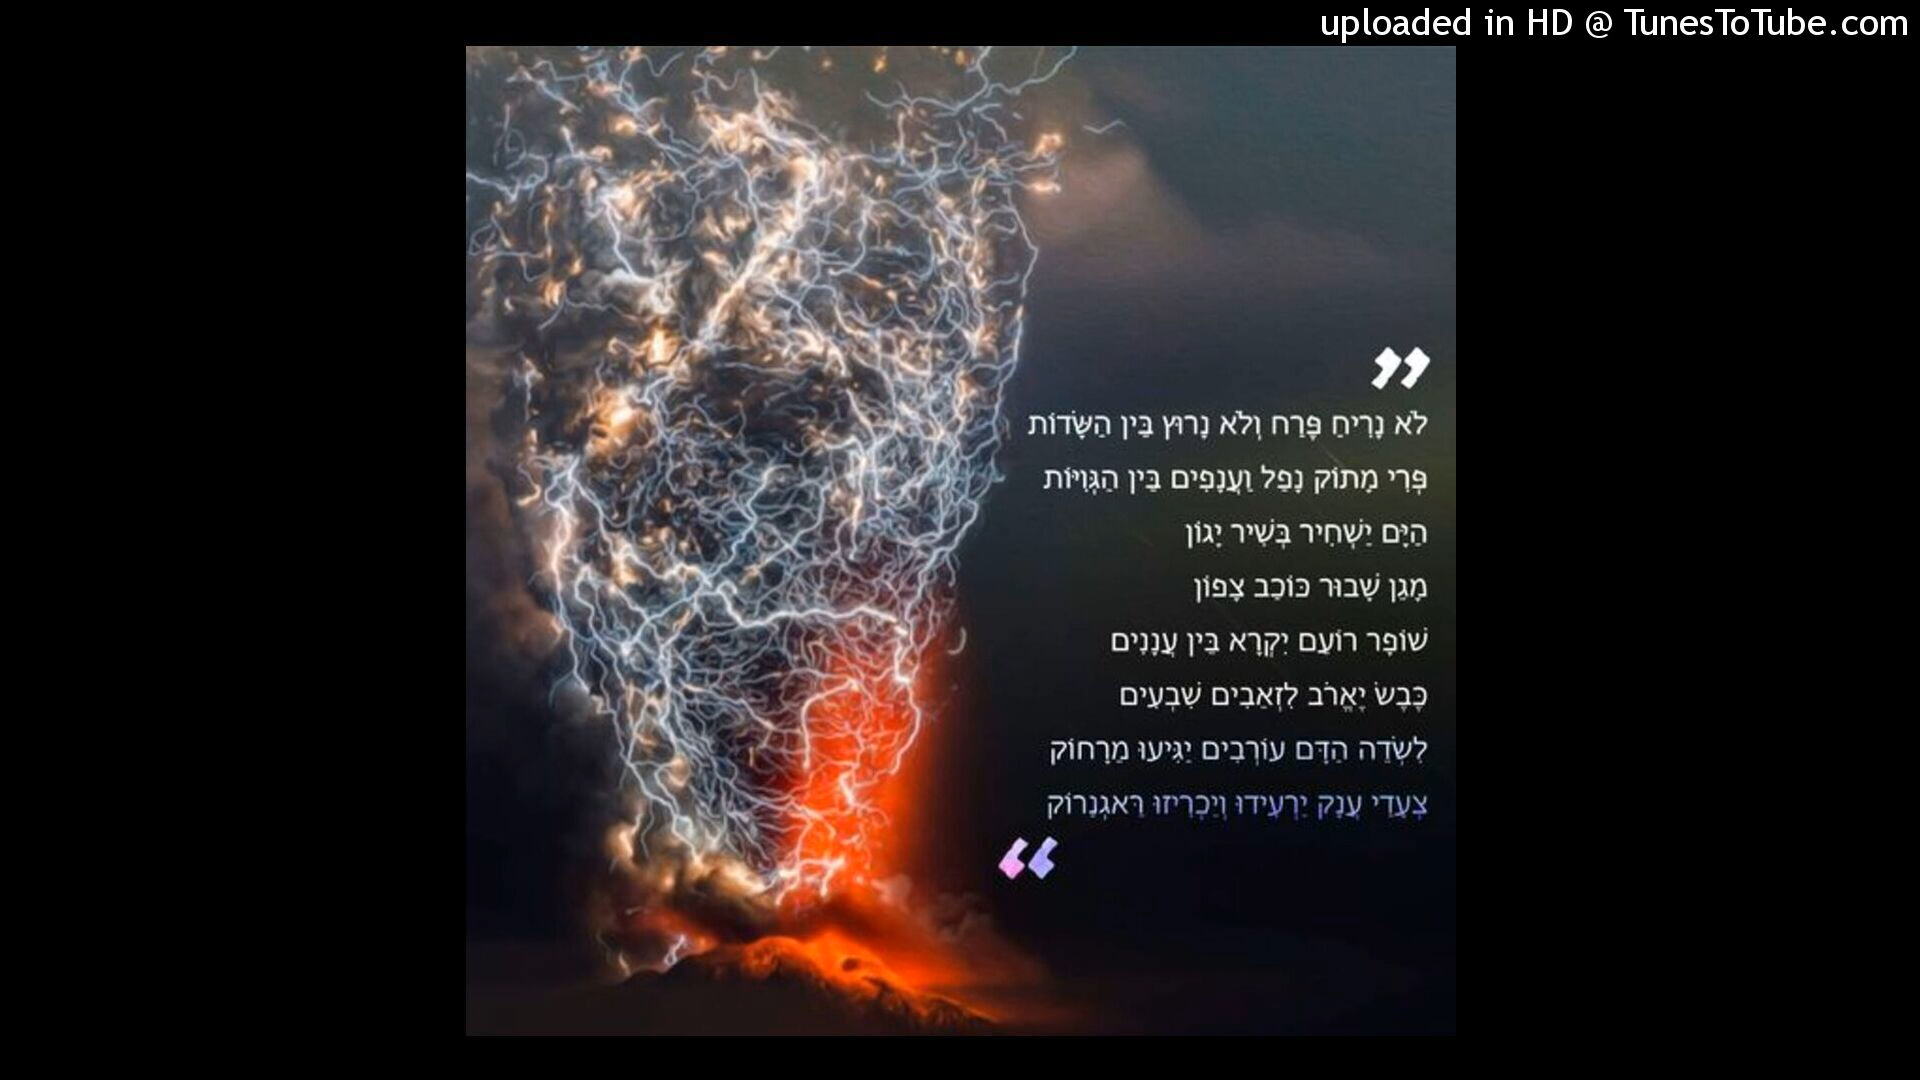 uploaded in HD @ TunesToTube.com
”
לֹא נָרִיחַ פֶּרַח וְלֹא נָרוּץ בֵּין הַשָּׂדוֹת
פְּרִי מָתוֹק נָפַל וַעֲנָפִים בֵּין הַגְּוִיּוֹת
הַיָּם יַשְׁחִיר בְּשִׁיר יָגוֹן
מָגֵן שָׁבוּר כּוֹכַב צָפוֹן
שׁוֹפָר רוֹעֵם יִקְרָא בֵּין עֲנָנִים
כֶּבֶשׂ יֶאֱרֹב לִזְאֵבִים שְׂבֵעִים
לִשְׂדֵה הַדָּם עוֹרְבִים יַגִּיעוּ מֵרָחוֹק
צַעֲדֵי עֲנָק יַרְעִידוּ וְיַכְרִיזוּ רַאגְנָרוֹק
“